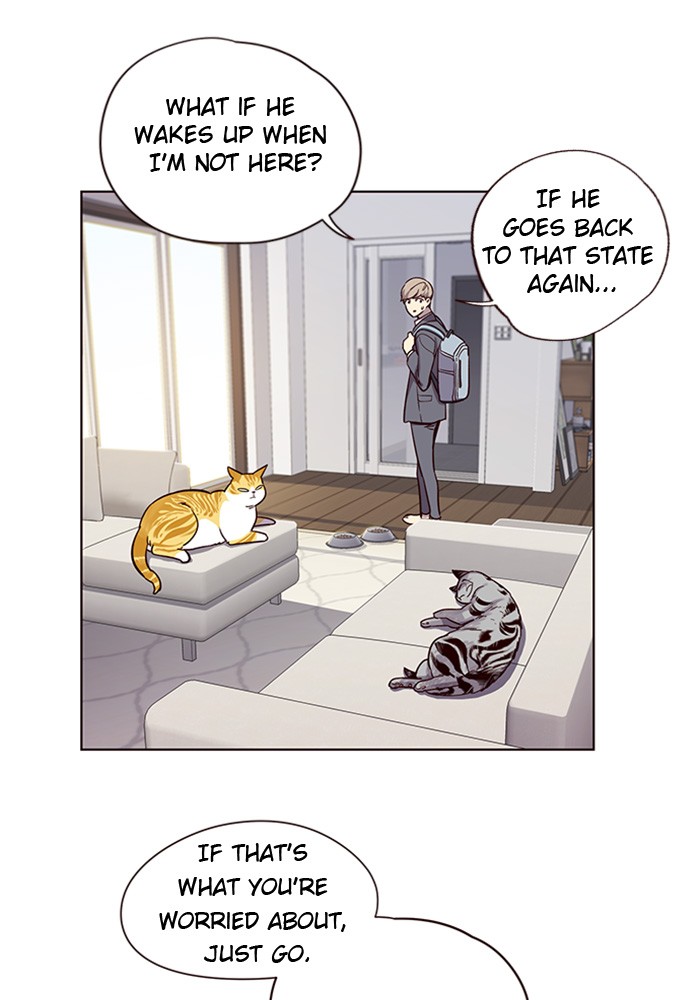 WHAT IF HE
WAKES UP WHEN
I'M NOT HERE?
IF HE
GOES BACK
TO THAT STATE
AGAIN...
IF THAT'S
WHAT YOU'RE
WORRIED ABOUT,
JUST GO.